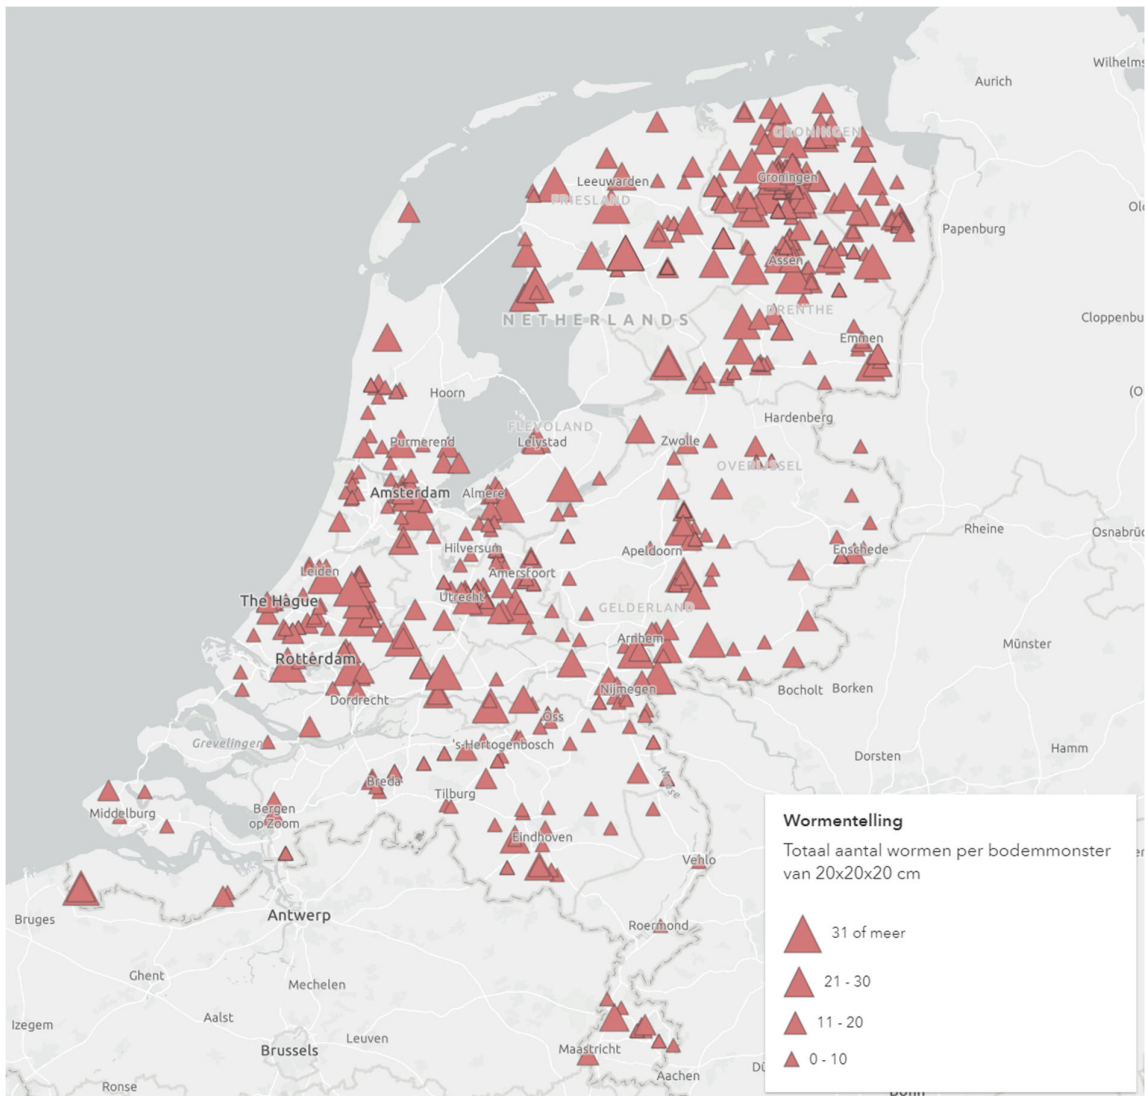 Wilhelms
Aurich
GRONINGEN
Groningen
Leeuwarden
FRIESLAND
Papenburg
Assen
DRENTHE
NETHERLANDS
Cloppenbu
Emmen
Hoorn
(O
Hardenberg
FLEVOLAND
Purmerend
Lelystad
Zwolle
OVERIJSSEL
Amsterdam
Almere
Rheine
Osnabrüc
Hilversum
Apeldoorn
Enschede
Leiden
Amersfoort
The Hague
Utrecht
GELDERLAND
Arnhem
Münster
Rotterdam
Nijmegen
Bocholt
Borken
Dordrecht
Oss
Grevelingen
's-Hertogenbosch
Hamm
Dorsten
Breda
Maese
Tilburg
Middelburg
Bergen
op Zoom
Eindhoven
Venlo
Bruges
Antwerp
Roermond
Ghent
Mechelen
Izegem
Aalst
Leuven
Brussels
Maastricht
Aachen
Dü
Ronse
Bonn
Wormentelling
Totaal aantal wormen per bodemmonster
van 20x20x20 cm
31 of meer
21 - 30
11 - 20
0 - 10